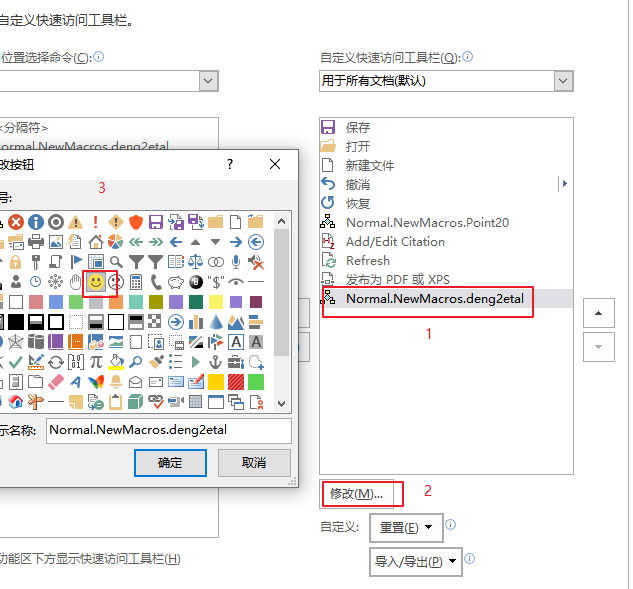 自定义快速访问工具栏。
位置选择命令(C):
自定义快速访问工具栏(Q):
用于所有文档(默认)
<分隔符>
ormal.NewMacros.deng2etal
改按钮
?
3
号:
保存
打开
新建文件
撤消
恢复
Normal.NewMacros.Point20
Add/Edit Citation
Refresh
发布为 PDF 或 XPS
Normal.NewMacros.deng2etal
1
示名称:
Normal.NewMacros.deng2etal
确定
取消
修改(M)...
2
自定义:
重置(E)
导入/导出(P)
功能区下方显示快速访问工具栏(H)